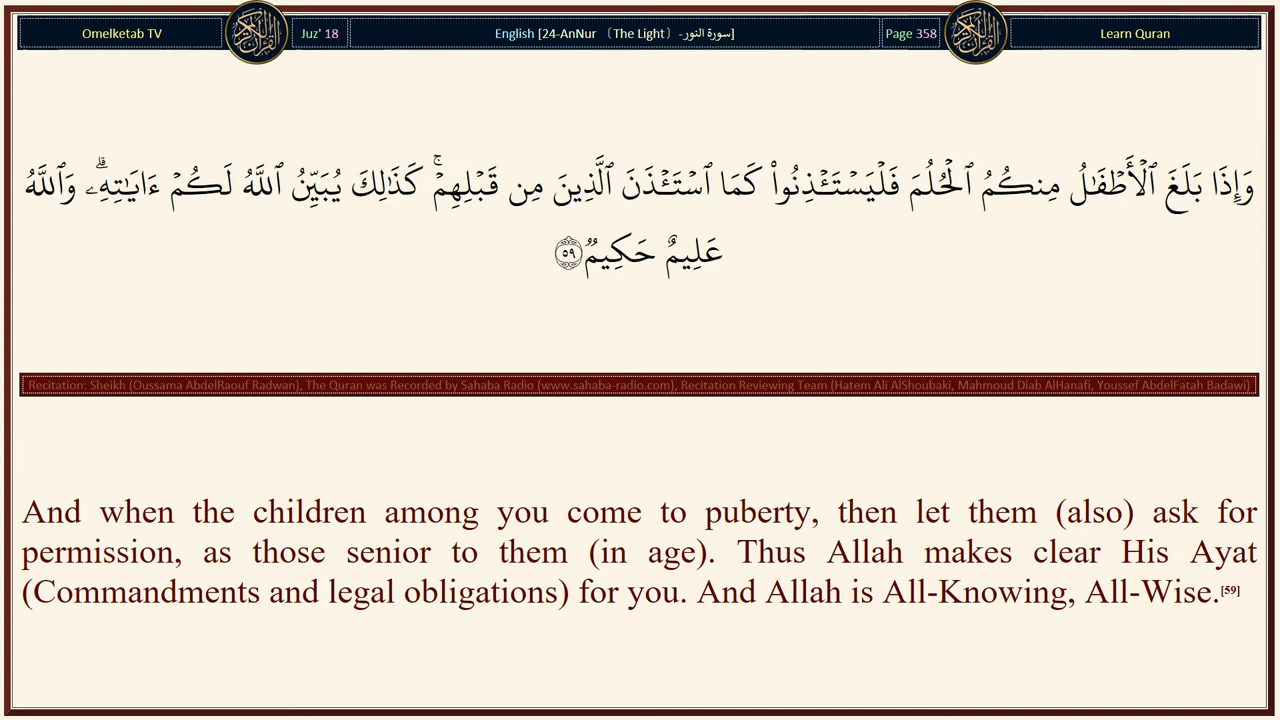 Omelketab TV
Juz' 18
English [24-AnNur 〔The Light〕 -سورة النور]
Page 358
Learn Quran
وَإِذَا بَلَغَ ٱلْأَطْفَـٰلُ مِنكُمُ ٱلْحُلُمَ فَلْيَسْتَـْٔذِنُوا۟ كَمَا ٱسْتَـْٔذَنَ ٱلَّذِينَ مِن قَبْلِهِمْ ۚ كَذَٰلِكَ يُبَيِّنُ ٱللَّهُ لَكُمْ ءَايَـٰتِهِۦ ۗ وَٱللَّهُ
عَلِيمٌ حَكِيمٌ ٥٩
Recitation: Sheikh (Oussama AbdelRaouf Radwan), The Quran was Recorded by Sahaba Radio (www.sahaba-radio.com), Recitation Reviewing Team (Hatem Ali AlShoubaki, Mahmoud Diab AlHanafi, Youssef AbdelFatah Badawi)
And when the children among you come to puberty, then let them (also) ask for
permission, as those senior to them (in age). Thus Allah makes clear His Ayat
(Commandments and legal obligations) for you. And Allah is All-Knowing, All-Wise.[59]